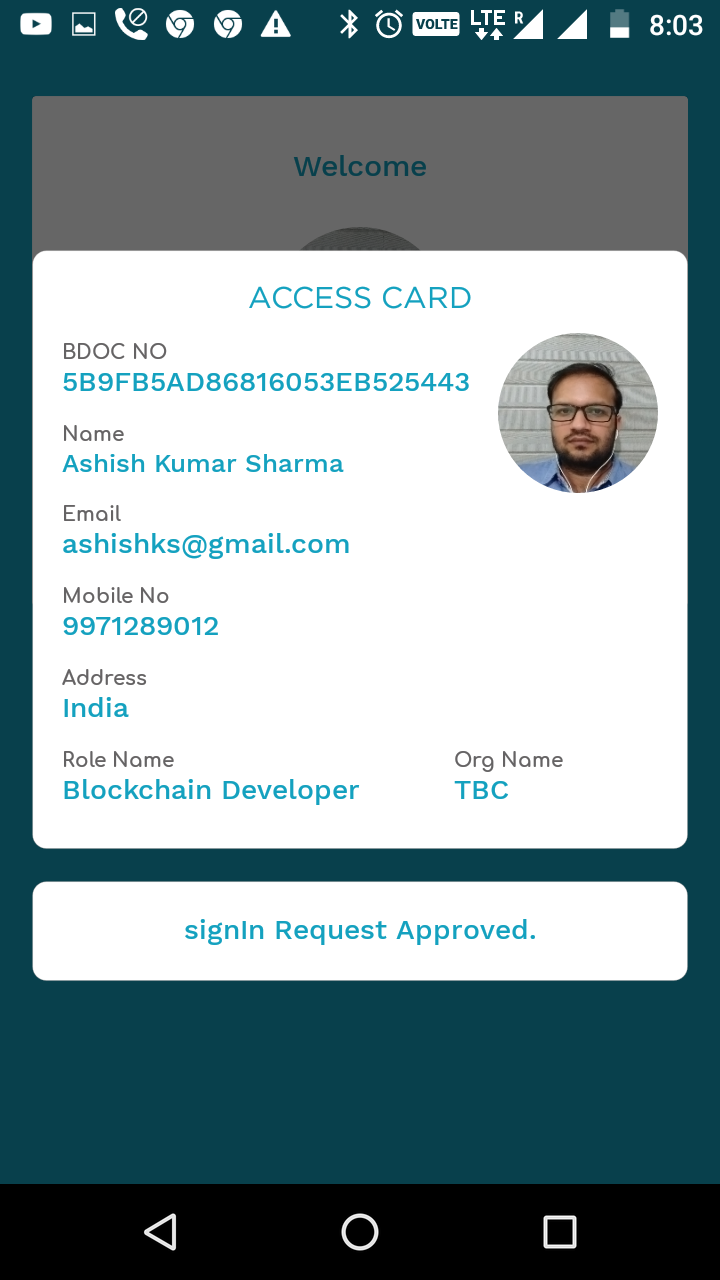 VOLTE LTE R 8:03
Welcome
ACCESS CARD
BDOC NO
5B9FB5AD86816053EB525443
Name
Ashish Kumar Sharma
Email
ashishks@gmail.com
Mobile No
9971289012
Address
India
Role Name Org Name
Blockchain Developer TBC
signIn Request Approved.